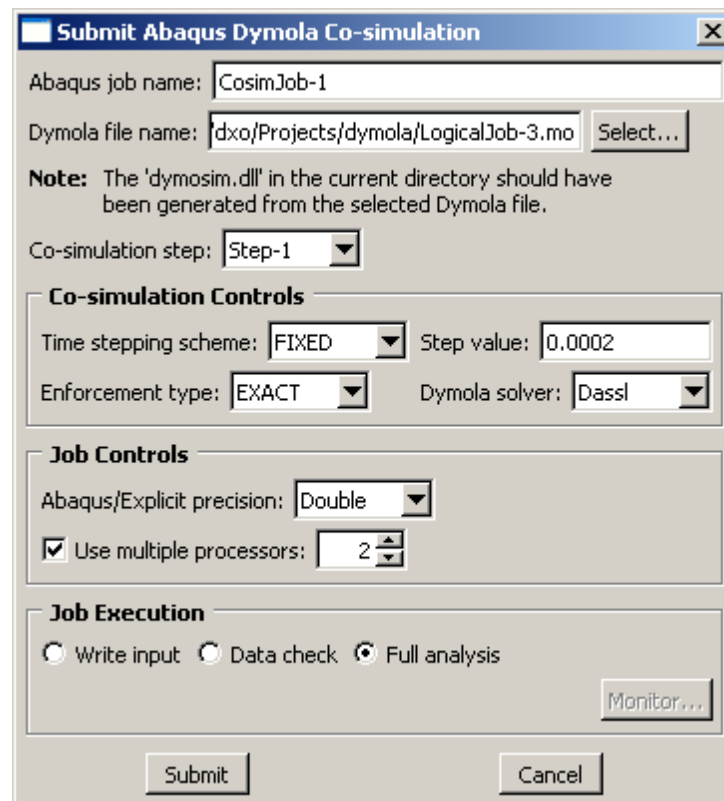 Submit Abaqus Dymola Co-simulation
Abaqus job name: CosimJob-1
Dymola file name: dxo/Projects/dymola/LogicalJob-3.mo Select...
Note: The 'dymosim.dll' in the current directory should have
been generated from the selected Dymola file.
Co-simulation step: Step-1
Co-simulation Controls
Time stepping scheme: FIXED Step value: 0.0002
Enforcement type: EXACT Dymola solver: Dassl
Job Controls
Abaqus/Explicit precision: Double
Use multiple processors: 2
Job Execution
Write input Data check Full analysis
Monitor...
Submit Cancel